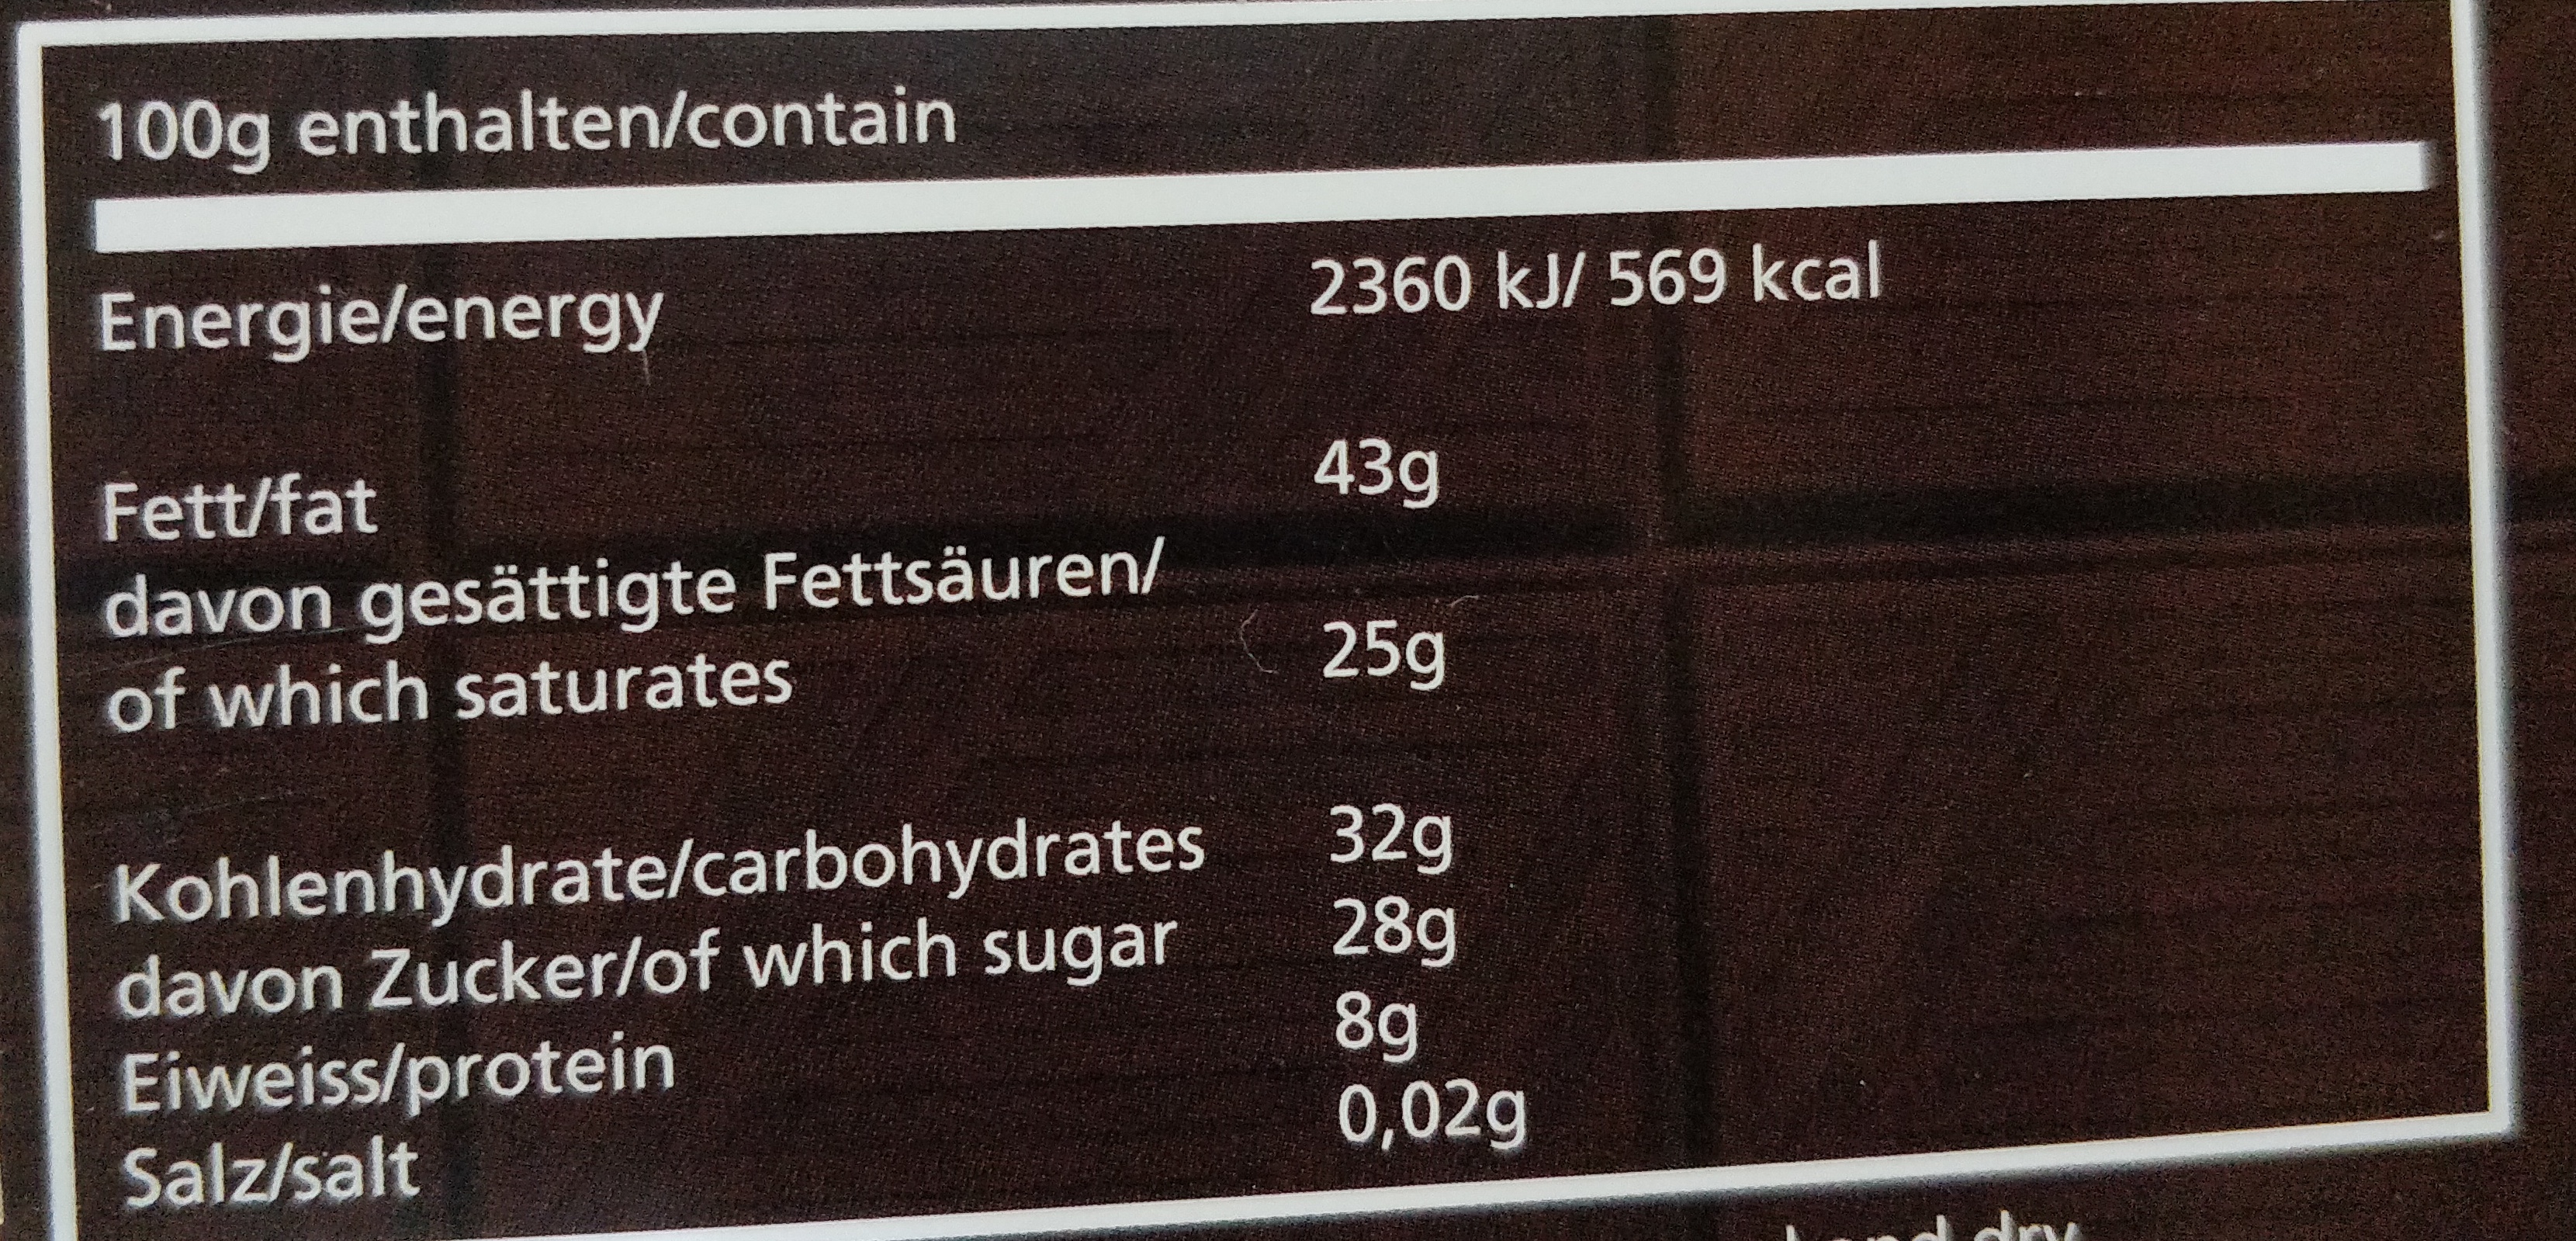 100g enthalten/contain
Energie/energy 2360 kJ/ 569 kcal
Fett/fat 43g
davon gesättigte Fettsäuren/
of which saturates 25g
Kohlenhydrate/carbohydrates 32g
davon Zucker/of which sugar 28g
Eiweiss/protein 8g
Salz/salt 0,02g
dry